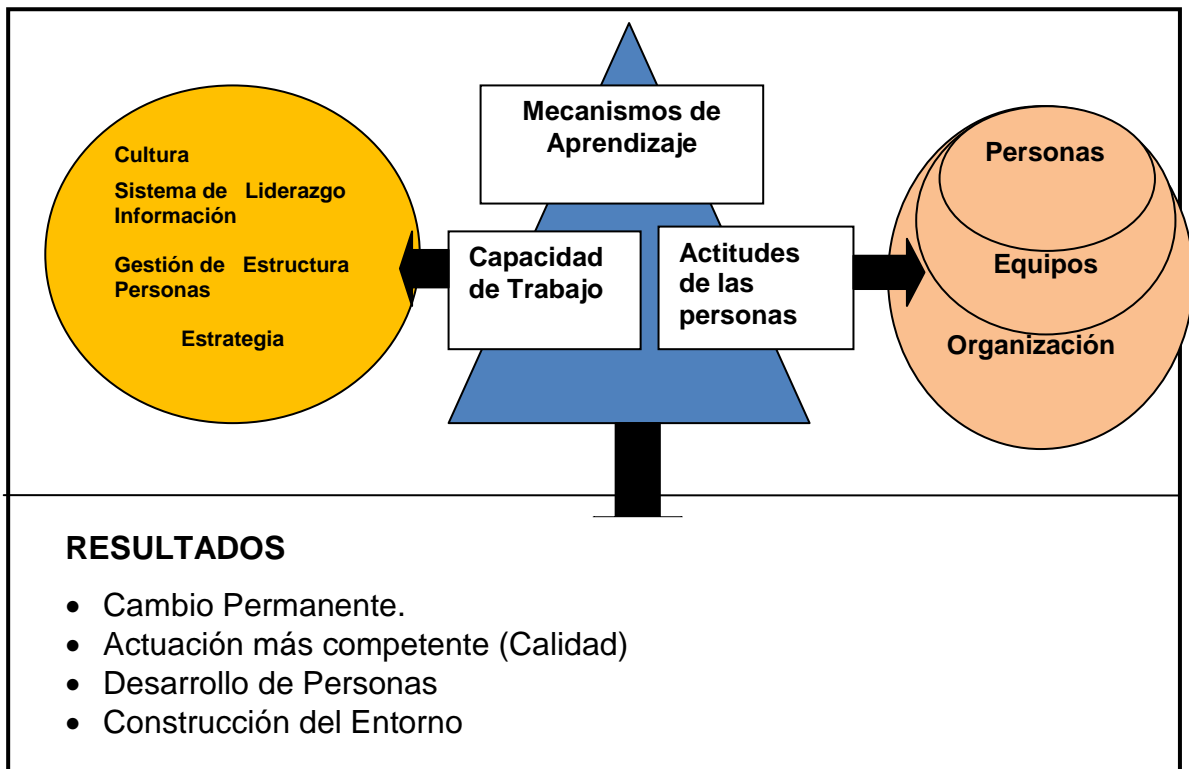 Mecanismos de
Aprendizaje
Cultura
Sistema de Liderazgo
Información
Gestión de Estructura
Personas
Estrategia
Capacidad
de Trabajo
Actitudes
de las
personas
Personas
Equipos
Organización
RESULTADOS
• Cambio Permanente.
• Actuación más competente (Calidad)
• Desarrollo de Personas
• Construcción del Entorno